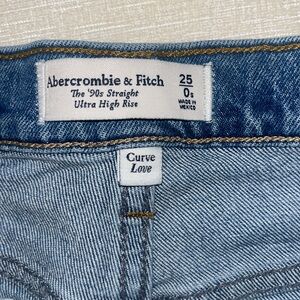 Abercrombie & Fitch
The '90s Straight
Ultra High Rise
25
0s
MADE IN
MEXICO
Curve
Love